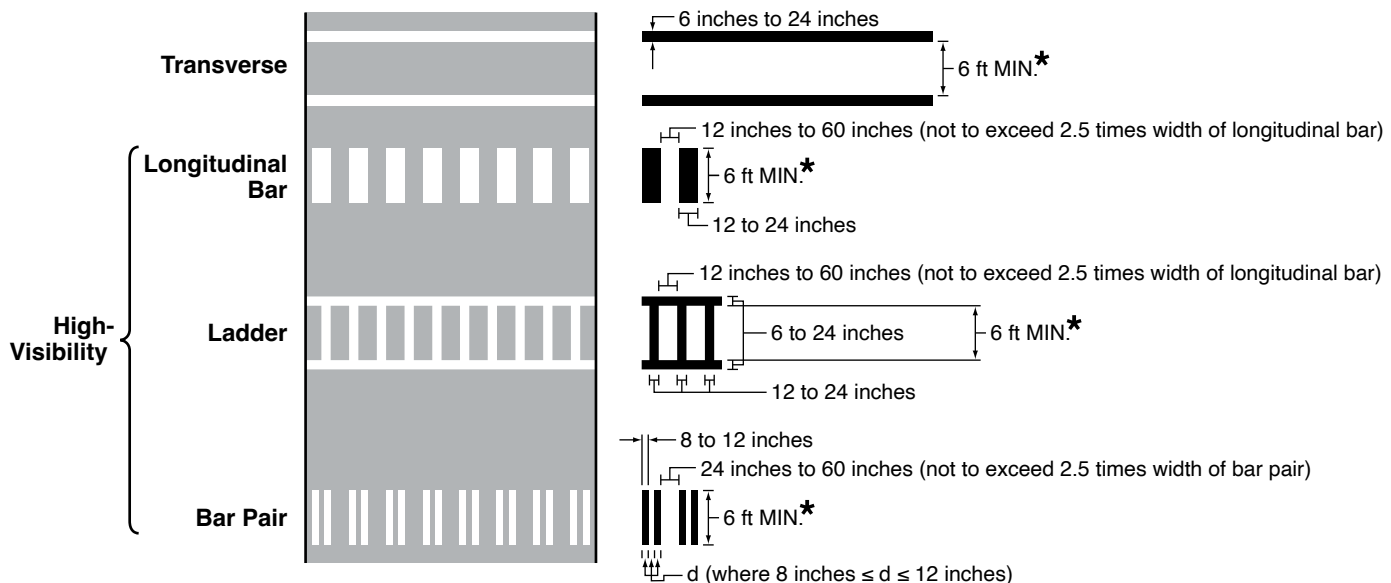 6 inches to 24 inches
Transverse
6 ft MIN.*
12 inches to 60 inches (not to exceed 2.5 times width of longitudinal bar)
Longitudinal
Bar
6 ft MIN.*
12 to 24 inches
12 inches to 60 inches (not to exceed 2.5 times width of longitudinal bar)
High-
Visibility
Ladder
6 to 24 inches
6 ft MIN.*
12 to 24 inches
8 to 12 inches
24 inches to 60 inches (not to exceed 2.5 times width of bar pair)
Bar Pair
6 ft MIN.*
d (where 8 inches ≤ d ≤ 12 inches)